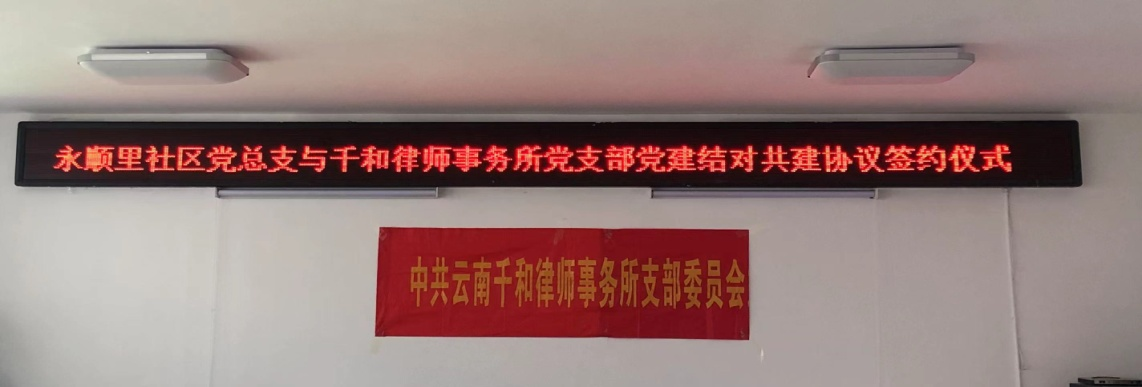 永顺里社区党总支与千和律师事务所党支部党建结对共建协议签约仪式
中共云南千和律师事务所支部委员会